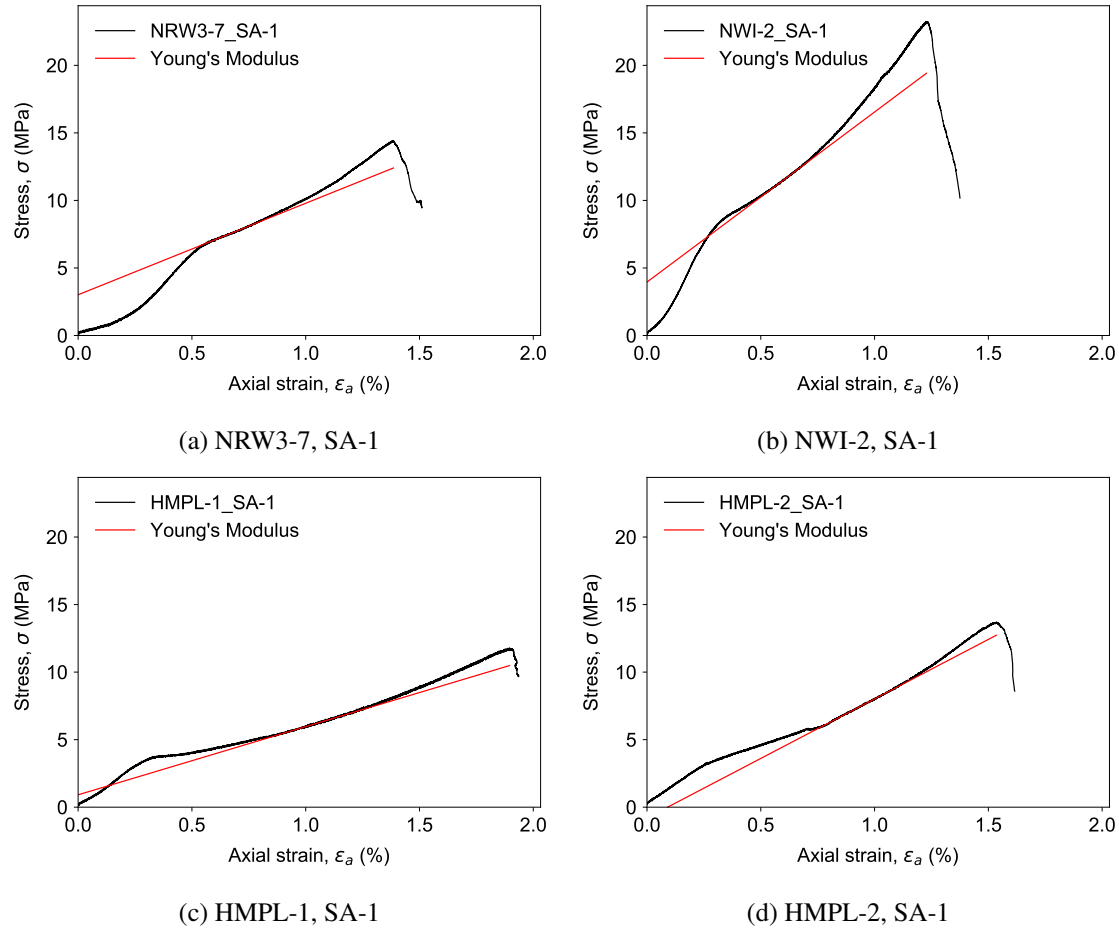 NRW3-7_SA-1
Young's Modulus
20
15
10
5
0
Stress, σ (MPa)
0.0 0.5 1.0 1.5 2.0
Axial strain, εₐ (%)
(a) NRW3-7, SA-1
NWI-2_SA-1
Young's Modulus
20
15
10
5
0
Stress, σ (MPa)
0.0 0.5 1.0 1.5 2.0
Axial strain, εₐ (%)
(b) NWI-2, SA-1
HMPL-1_SA-1
Young's Modulus
20
15
10
5
0
Stress, σ (MPa)
0.0 0.5 1.0 1.5 2.0
Axial strain, εₐ (%)
(c) HMPL-1, SA-1
HMPL-2_SA-1
Young's Modulus
20
15
10
5
0
Stress, σ (MPa)
0.0 0.5 1.0 1.5 2.0
Axial strain, εₐ (%)
(d) HMPL-2, SA-1